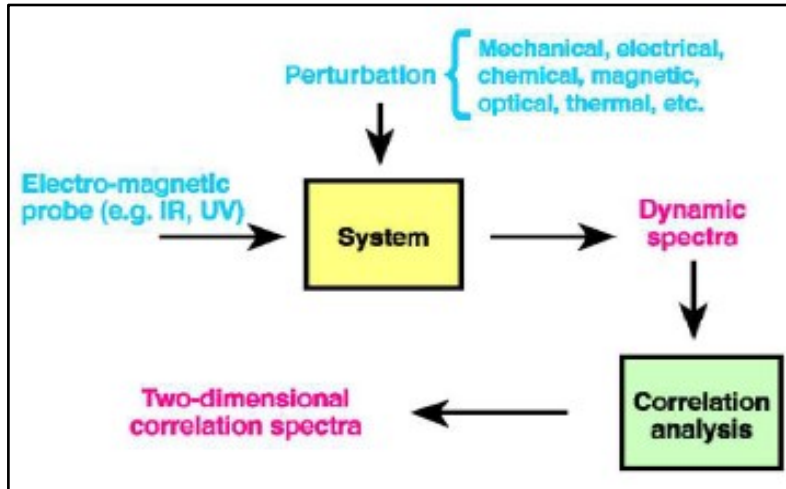 Perturbation
Mechanical, electrical,
chemical, magnetic,
optical, thermal, etc.
Electro-magnetic
probe (e.g. IR, UV)
System
Dynamic
spectra
Two-dimensional
correlation spectra
Correlation
analysis